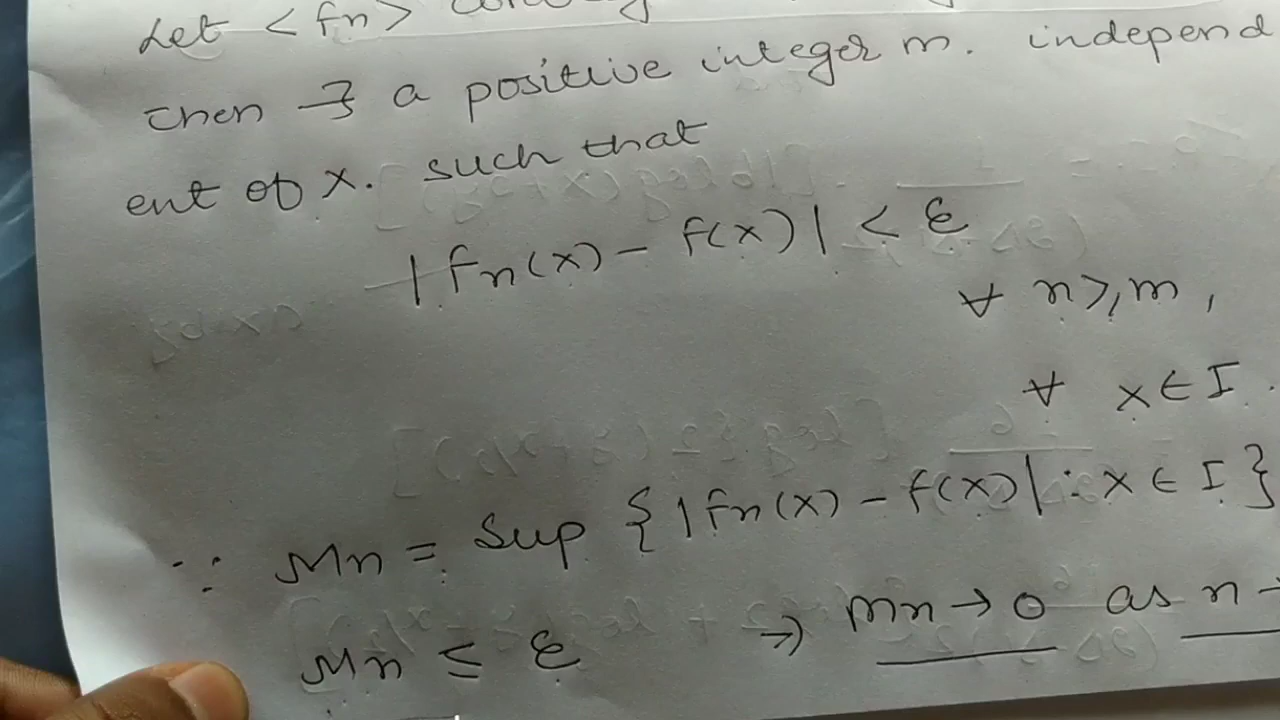 Let <fn>
then ∃ a positive integer m. independ
ent of x. such that
|fn(x) - f(x)| < ε
∀ n ≥ m,
∀ x ∈ I.
∵ Mn = Sup {|fn(x) - f(x)| : x ∈ I}
Mn ≤ ε ⇒ Mn → 0 as n →